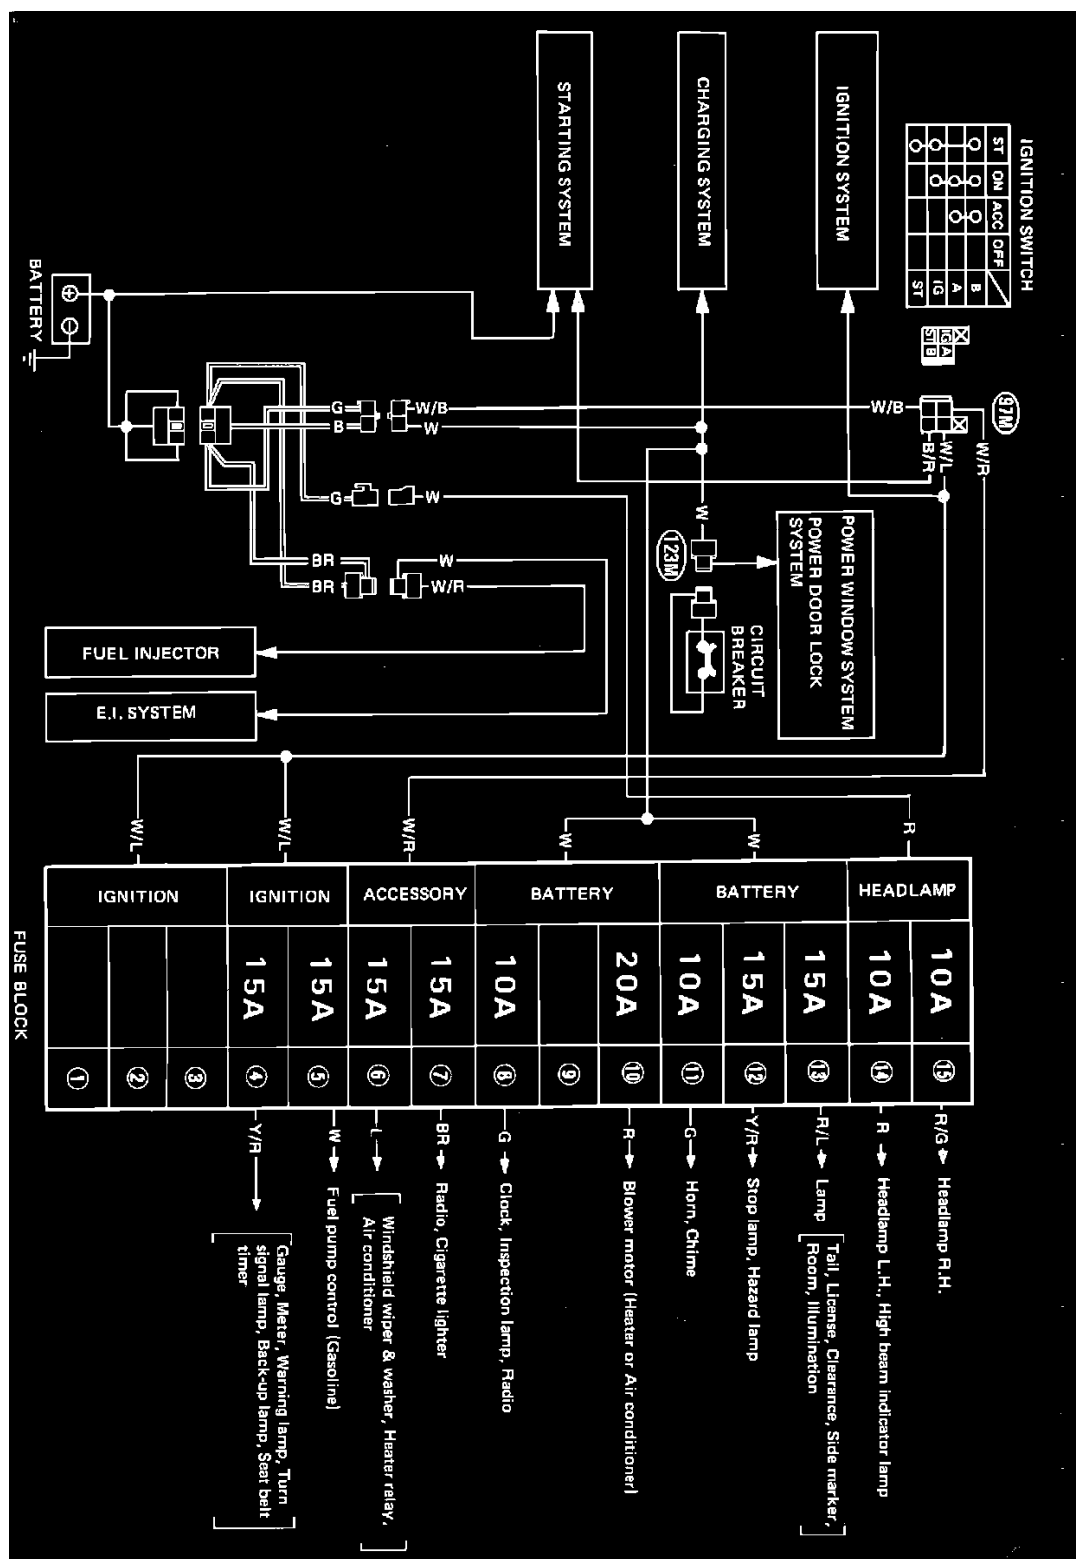 STARTING SYSTEM
CHARGING SYSTEM
IGNITION SYSTEM
IGNITION SWITCH
ST
ON
ACC
OFF
B
A
IG
ST
IG A
ST B
97M
BATTERY
G
W/B
W/B
B
W
B/R
W/L
W/R
G
W
W
123M
POWER WINDOW SYSTEM
POWER DOOR LOCK
SYSTEM
BR
W
BR
W/R
CIRCUIT
BREAKER
FUEL INJECTOR
E.I. SYSTEM
W/L
W/L
W/R
W
W
R
IGNITION
IGNITION
ACCESSORY
BATTERY
BATTERY
HEADLAMP
FUSE BLOCK
15A
15A
15A
15A
10A
20A
10A
15A
15A
10A
10A
1
2
3
4
5
6
7
8
9
10
11
12
13
14
15
Y/R
W
L
BR
G
R
G
Y/R
R/L
R
R/G
Gauge, Meter, Warning lamp, Turn
signal lamp, Back-up lamp, Seat belt
timer
Fuel pump control (Gasoline)
Windshield wiper & washer, Heater relay,
Air conditioner
Radio, Cigarette lighter
Clock, Inspection lamp, Radio
Blower motor (Heater or Air conditioner)
Horn, Chime
Stop lamp, Hazard lamp
Lamp
Tail, License, Clearance, Side marker,
Room, Illumination
Headlamp L.H., High beam indicator lamp
Headlamp R.H.